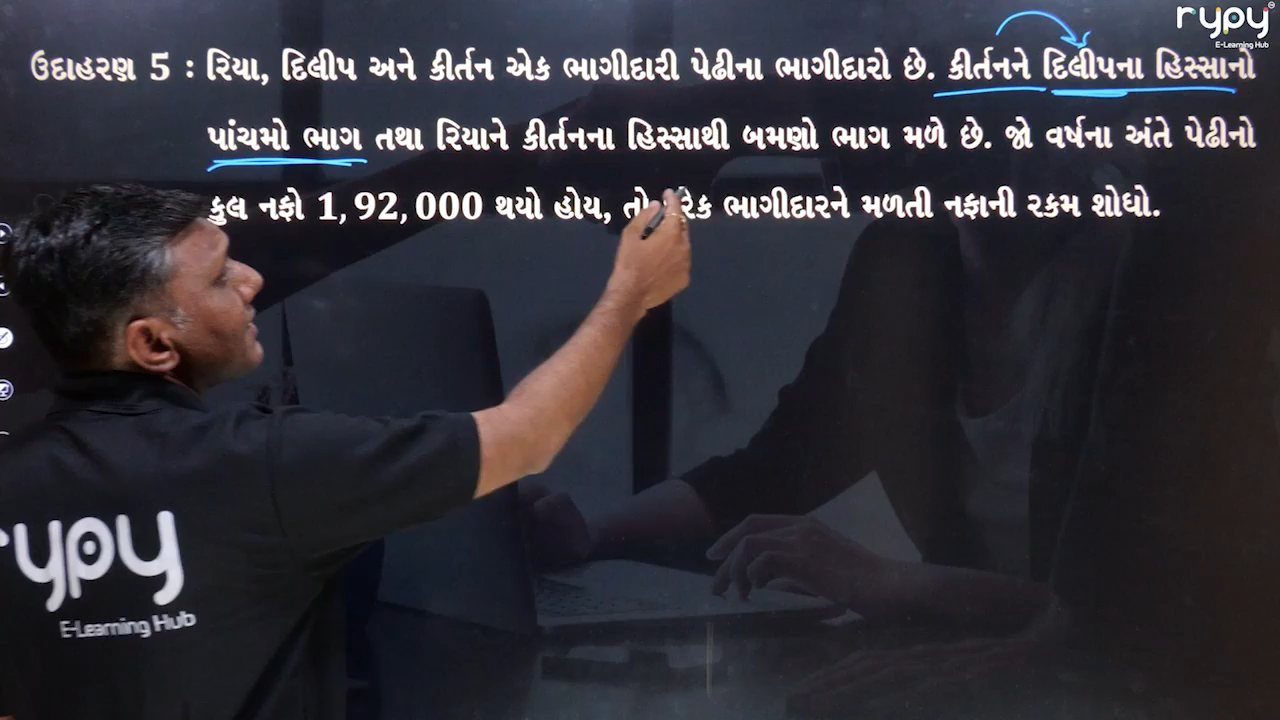 rypy
E-Learning Hub
ઉદાહરણ 5 : રિયા, દિલીપ અને કીર્તન એક ભાગીદારી પેઢીના ભાગીદારો છે. કીર્તનને દિલીપના હિસ્સાનો
પાંચમો ભાગ તથા રિયાને કીર્તનના હિસ્સાથી બમણો ભાગ મળે છે. જો વર્ષના અંતે પેઢીનો
કુલ નફો 1,92,000 થયો હોય, તો ભાગીદારને મળતી નફાની રકમ શોધો.
rypy
E-Learning Hub